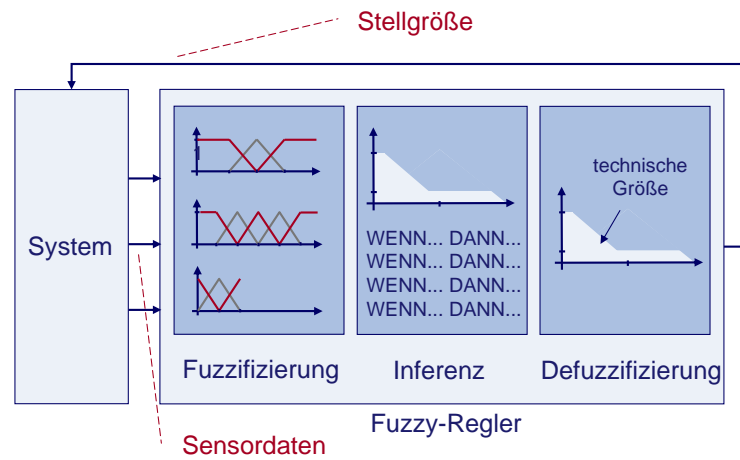 Stellgröße
System
technische
Größe
WENN... DANN...
WENN... DANN...
WENN... DANN...
WENN... DANN...
Fuzzifizierung
Inferenz
Defuzzifizierung
Fuzzy-Regler
Sensordaten